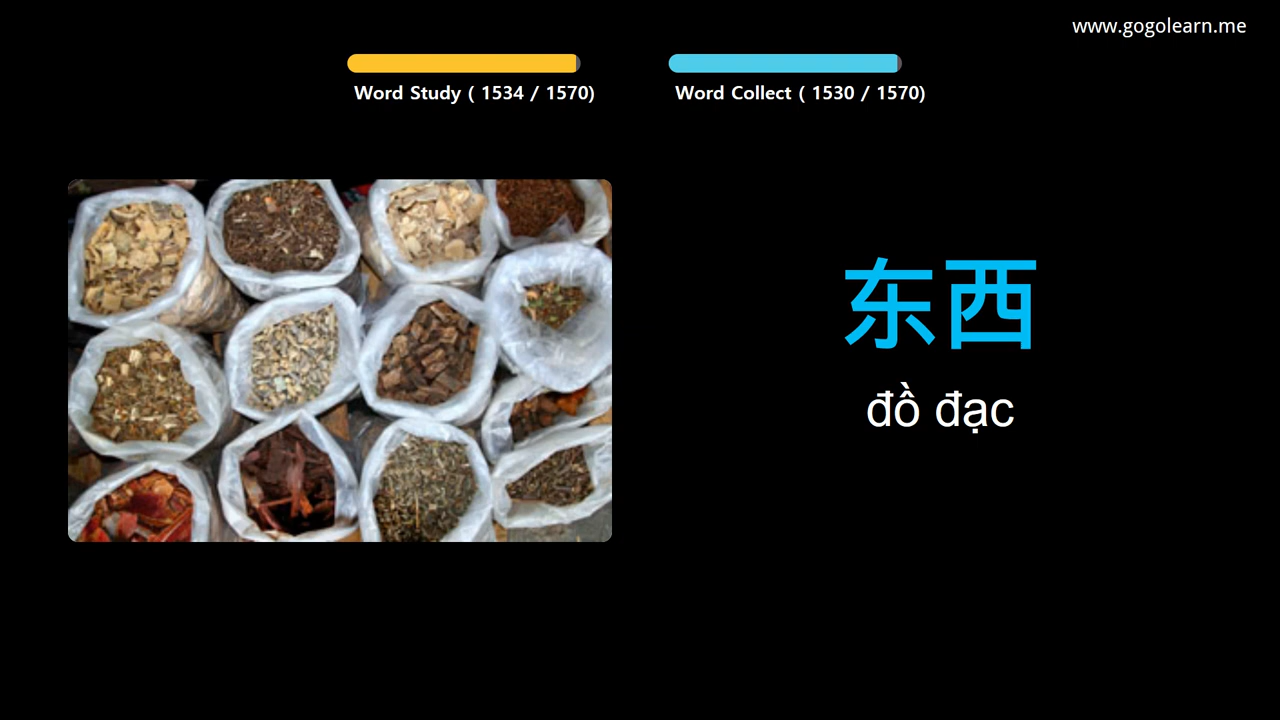 www.gogolearn.me
Word Study ( 1534 / 1570)
Word Collect ( 1530 / 1570)
东西
đồ đạc